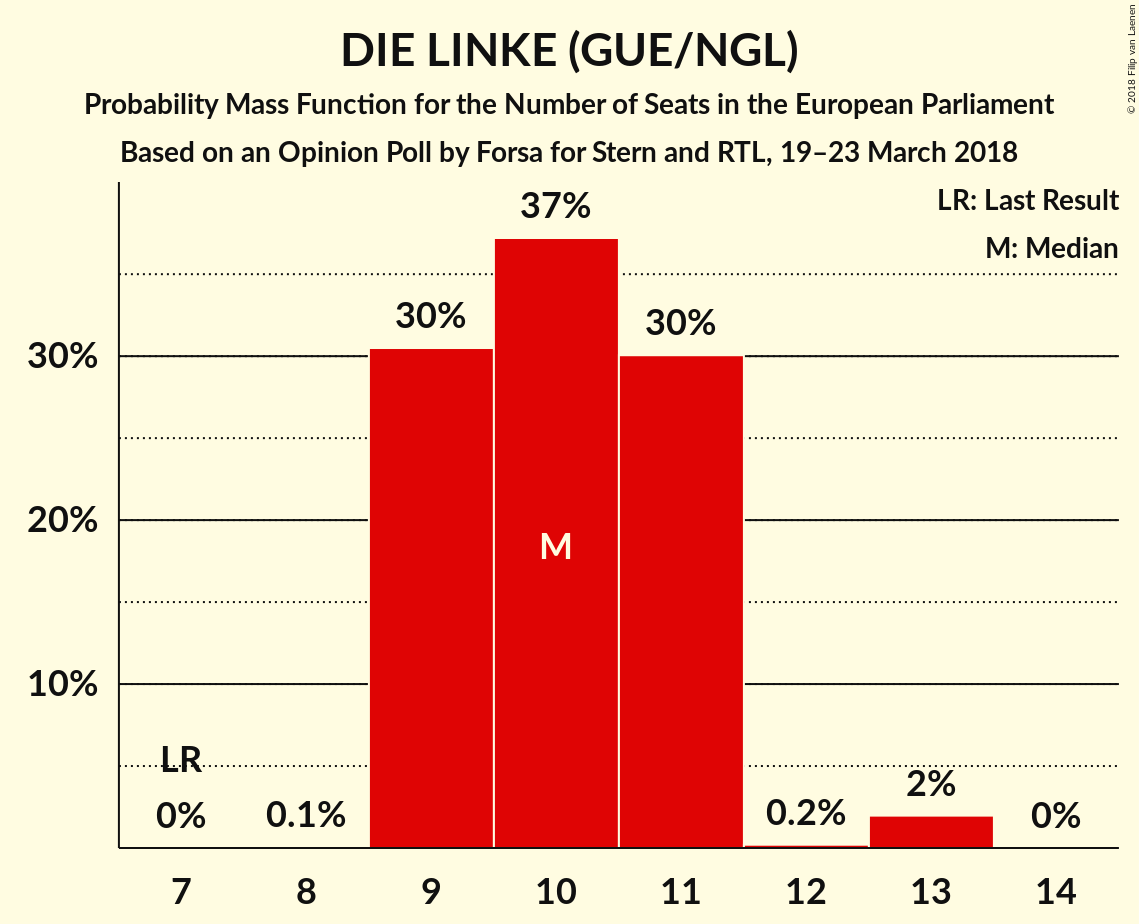 DIE LINKE (GUE/NGL)
Probability Mass Function for the Number of Seats in the European Parliament
Based on an Opinion Poll by Forsa for Stern and RTL, 19–23 March 2018
© 2018 Filip van Laenen
LR: Last Result
M: Median
37%
30%
30%
30%
20%
M
10%
LR
0%
0.1%
0.2%
2%
0%
7
8
9
10
11
12
13
14